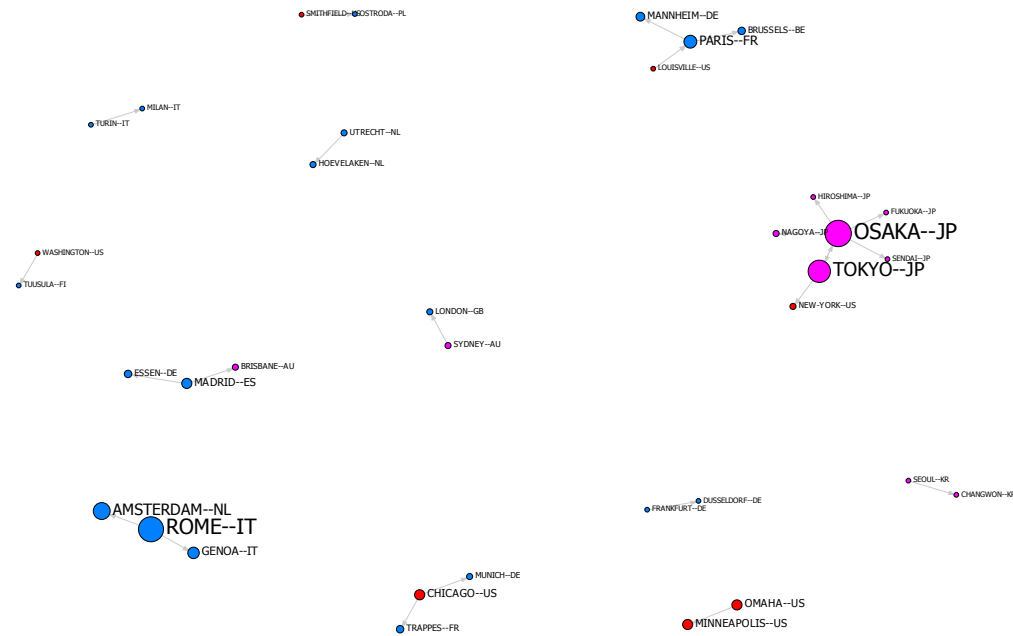 SMITHFIELD--
OSTRODA--PL
MANNHEIM--DE
BRUSSELS--BE
PARIS--FR
LOUISVILLE--US
MILAN--IT
TURIN--IT
UTRECHT--NL
HOEVELAKEN--NL
HIROSHIMA--JP
FUKUOKA--JP
NAGOYA--JP
OSAKA--JP
WASHINGTON--US
SENDAI--JP
TOKYO--JP
TUUSULA--FI
NEW-YORK--US
LONDON--GB
SYDNEY--AU
BRISBANE--AU
ESSEN--DE
MADRID--ES
SEOUL--KR
CHANGWON--KR
DUSSELDORF--DE
FRANKFURT--DE
AMSTERDAM--NL
ROME--IT
GENOA--IT
MUNICH--DE
CHICAGO--US
OMAHA--US
MINNEAPOLIS--US
TRAPPES--FR